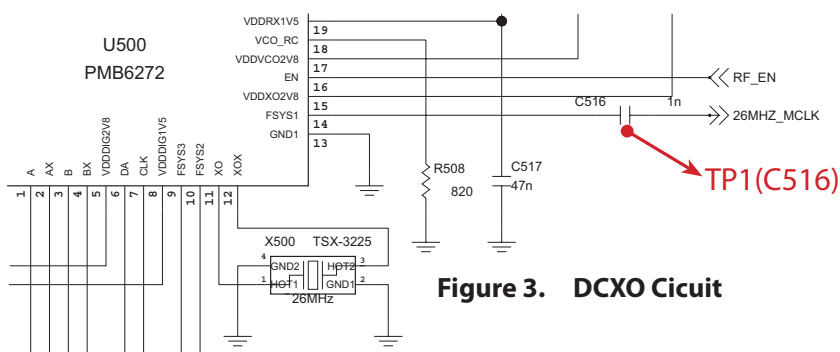 U500
PMB6272
VDDRX1V5
19
VCO_RC
18
VDDVCO2V8
17
EN
16
VDDXO2V8
15
FSYS1
14
GND1
13
RF_EN
C516
1n
26MHZ_MCLK
TP1(C516)
A
AX
B
BX
VDDDIG2V8
DA
CLK
VDDDIG1V5
FSYS3
FSYS2
XO
XOX
1
2
3
4
5
6
7
8
9
10
11
12
R508
820
C517
47n
X500 TSX-3225
4
GND2
HOT2
3
1
HOT1
GND1
2
26MHz
Figure 3. DCXO Cicuit